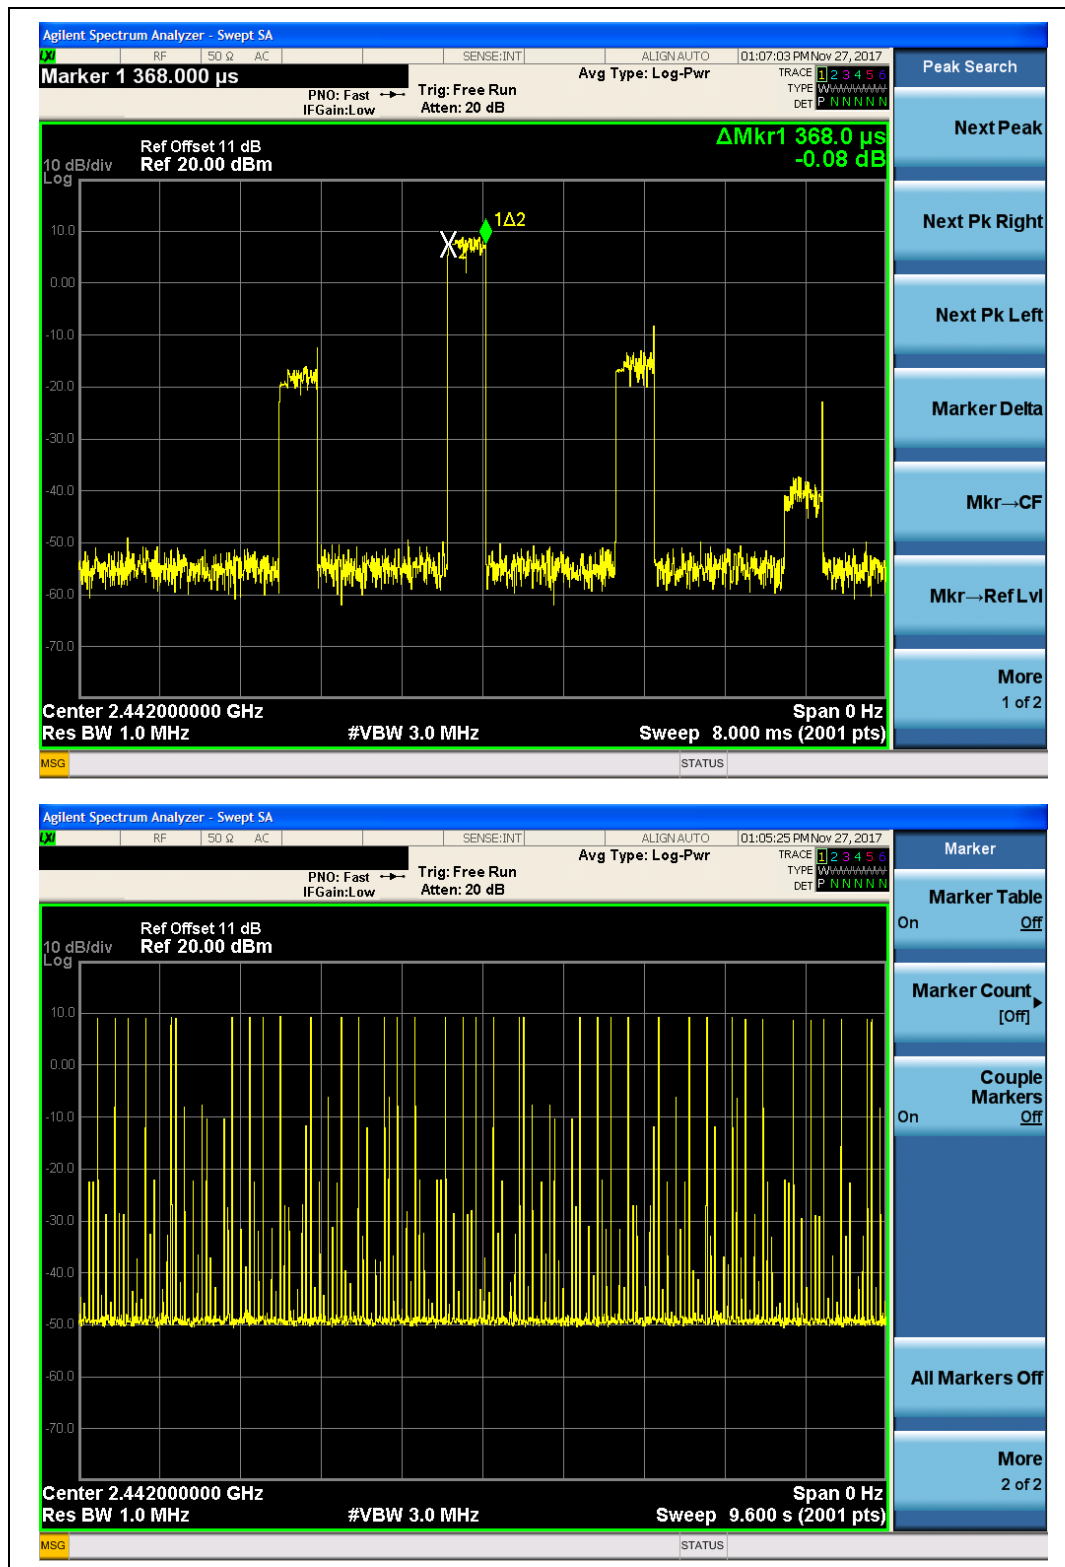 Agilent Spectrum Analyzer - Swept SA
LXI RF 50 Ω AC SENSE:INT ALIGN AUTO 01:07:03 PM Nov 27, 2017
Marker 1 368.000 µs
PNO: Fast Trig: Free Run Avg Type: Log-Pwr TRACE 1 2 3 4 5 6
IFGain:Low Atten: 20 dB TYPE
DET P N N N N N
Peak Search
Next Peak
Next Pk Right
Next Pk Left
Marker Delta
Mkr→CF
Mkr→Ref Lvl
More
1 of 2
ΔMkr1 368.0 µs
-0.08 dB
Ref Offset 11 dB
10 dB/div Ref 20.00 dBm
Log
1Δ2
10.0
0.00
-10.0
-20.0
-30.0
-40.0
-50.0
-60.0
-70.0
Center 2.442000000 GHz Span 0 Hz
Res BW 1.0 MHz #VBW 3.0 MHz Sweep 8.000 ms (2001 pts)
MSG STATUS
Agilent Spectrum Analyzer - Swept SA
LXI RF 50 Ω AC SENSE:INT ALIGN AUTO 01:05:25 PM Nov 27, 2017
PNO: Fast Trig: Free Run Avg Type: Log-Pwr TRACE 1 2 3 4 5 6
IFGain:Low Atten: 20 dB TYPE
DET P N N N N N
Marker
Marker Table
On Off
Marker Count
[Off]
Couple
Markers
On Off
All Markers Off
More
2 of 2
Ref Offset 11 dB
10 dB/div Ref 20.00 dBm
Log
10.0
0.00
-10.0
-20.0
-30.0
-40.0
-50.0
-60.0
-70.0
Center 2.442000000 GHz Span 0 Hz
Res BW 1.0 MHz #VBW 3.0 MHz Sweep 9.600 s (2001 pts)
MSG STATUS